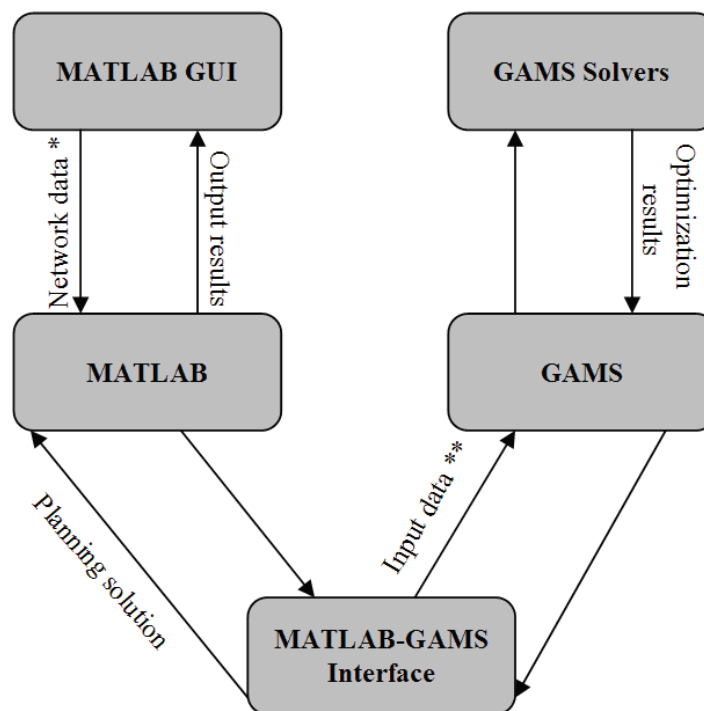 MATLAB GUI
GAMS Solvers
Network data *
Output results
Optimization
results
MATLAB
GAMS
Planning solution
Input data **
MATLAB-GAMS
Interface